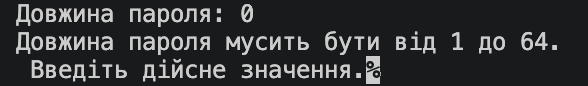 Довжина пароля: 0
Довжина пароля мусить бути від 1 до 64.
Введіть дійсне значення.%